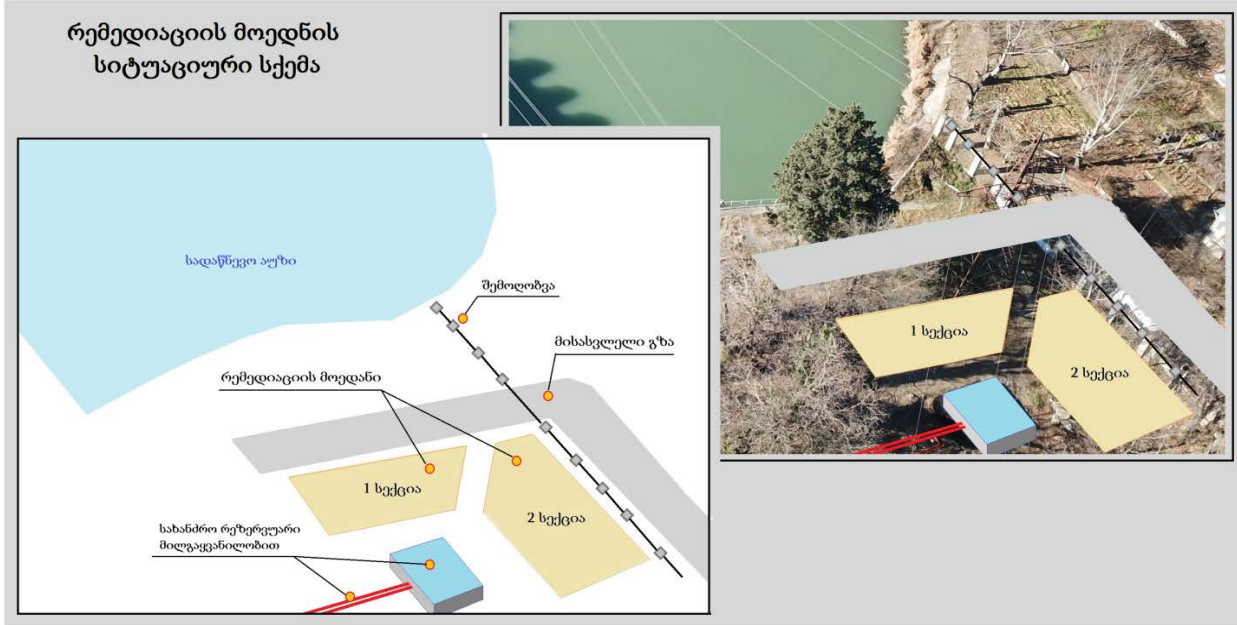 რემედიაციის მოედნის
სიტუაციური სქემა
სადაწნევო აუზი
შემოღობვა
მისასვლელი გზა
რემედიაციის მოედანი
1 სექცია
2 სექცია
სახანძრო რეზერვუარი
მილგაყვანილობით
1 სექცია
2 სექცია